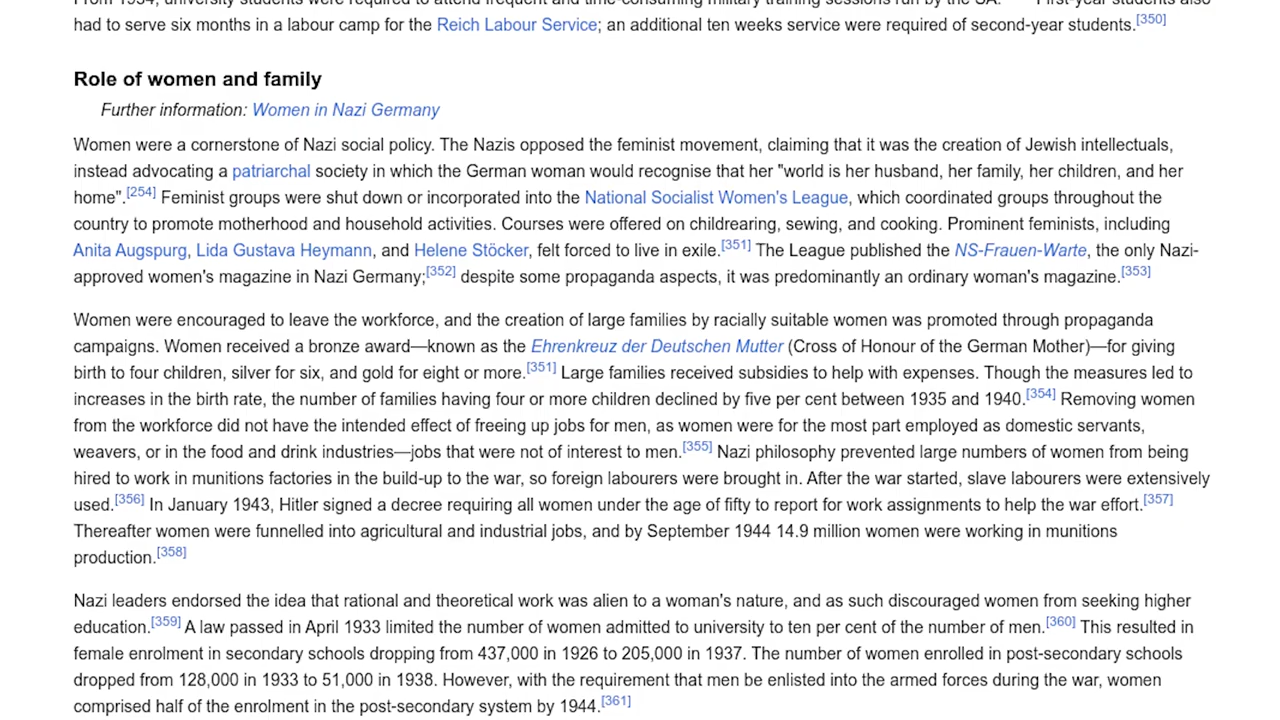 From 1934, university students were required to attend frequent and time-consuming military training sessions run by the SA. First-year students also
had to serve six months in a labour camp for the Reich Labour Service; an additional ten weeks service were required of second-year students.[350]
Role of women and family
Further information: Women in Nazi Germany
Women were a cornerstone of Nazi social policy. The Nazis opposed the feminist movement, claiming that it was the creation of Jewish intellectuals,
instead advocating a patriarchal society in which the German woman would recognise that her "world is her husband, her family, her children, and her
home".[254] Feminist groups were shut down or incorporated into the National Socialist Women's League, which coordinated groups throughout the
country to promote motherhood and household activities. Courses were offered on childrearing, sewing, and cooking. Prominent feminists, including
Anita Augspurg, Lida Gustava Heymann, and Helene Stöcker, felt forced to live in exile.[351] The League published the NS-Frauen-Warte, the only Nazi-
approved women's magazine in Nazi Germany;[352] despite some propaganda aspects, it was predominantly an ordinary woman's magazine.[353]
Women were encouraged to leave the workforce, and the creation of large families by racially suitable women was promoted through propaganda
campaigns. Women received a bronze award—known as the Ehrenkreuz der Deutschen Mutter (Cross of Honour of the German Mother)—for giving
birth to four children, silver for six, and gold for eight or more.[351] Large families received subsidies to help with expenses. Though the measures led to
increases in the birth rate, the number of families having four or more children declined by five per cent between 1935 and 1940.[354] Removing women
from the workforce did not have the intended effect of freeing up jobs for men, as women were for the most part employed as domestic servants,
weavers, or in the food and drink industries—jobs that were not of interest to men.[355] Nazi philosophy prevented large numbers of women from being
hired to work in munitions factories in the build-up to the war, so foreign labourers were brought in. After the war started, slave labourers were extensively
used.[356] In January 1943, Hitler signed a decree requiring all women under the age of fifty to report for work assignments to help the war effort.[357]
Thereafter women were funnelled into agricultural and industrial jobs, and by September 1944 14.9 million women were working in munitions
production.[358]
Nazi leaders endorsed the idea that rational and theoretical work was alien to a woman's nature, and as such discouraged women from seeking higher
education.[359] A law passed in April 1933 limited the number of women admitted to university to ten per cent of the number of men.[360] This resulted in
female enrolment in secondary schools dropping from 437,000 in 1926 to 205,000 in 1937. The number of women enrolled in post-secondary schools
dropped from 128,000 in 1933 to 51,000 in 1938. However, with the requirement that men be enlisted into the armed forces during the war, women
comprised half of the enrolment in the post-secondary system by 1944.[361]